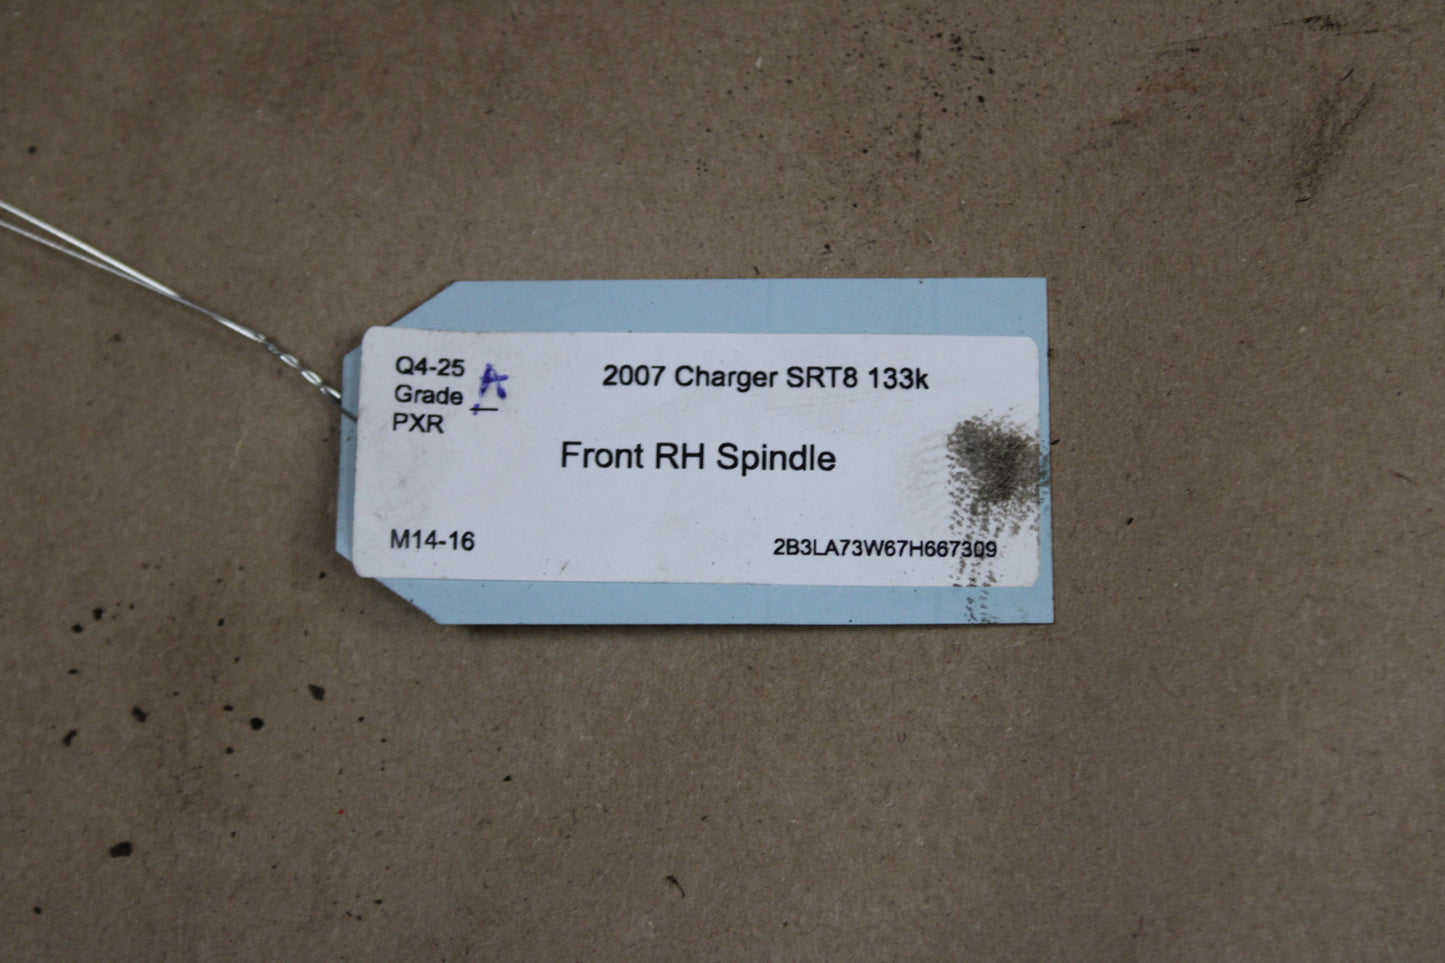 Q4-25
Grade A
PXR
2007 Charger SRT8 133k
Front RH Spindle
M14-16
2B3LA73W67H667309